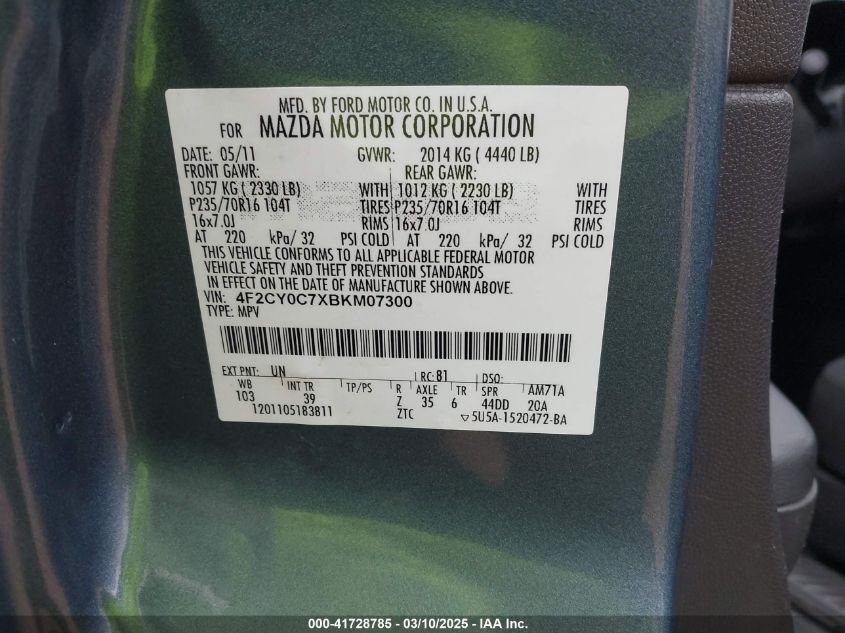 MFD. BY FORD MOTOR CO. IN U.S.A.
FOR MAZDA MOTOR CORPORATION
DATE: 05/11 GVWR: 2014 KG ( 4440 LB)
FRONT GAWR: REAR GAWR:
1057 KG ( 2330 LB) WITH 1012 KG ( 2230 LB) WITH
P235/70R16 104T TIRES P235/70R16 104T TIRES
16x7.0J RIMS 16x7.0J RIMS
AT 220 kPa/ 32 PSI COLD AT 220 kPa/ 32 PSI COLD
THIS VEHICLE CONFORMS TO ALL APPLICABLE FEDERAL MOTOR
VEHICLE SAFETY AND THEFT PREVENTION STANDARDS
IN EFFECT ON THE DATE OF MANUFACTURE SHOWN ABOVE.
VIN: 4F2CY0C7XBKM07300
TYPE: MPV
EXT PNT: UN RC: 81 DSO:
WB INT TR TP/PS R AXLE TR SPR AM71A
103 39 Z 35 6 44DD 20A
1201105183811 ZTC ▽5U5A-1520472-BA
000-41728785 - 03/10/2025 - IAA Inc.